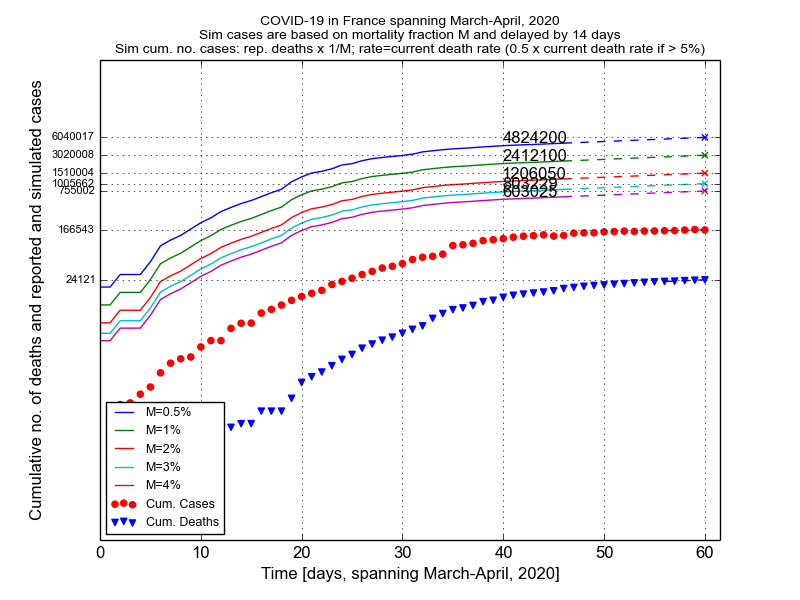 COVID-19 in France spanning March-April, 2020
Sim cases are based on mortality fraction M and delayed by 14 days
Sim cum. no. cases: rep. deaths x 1/M; rate=current death rate (0.5 x current death rate if > 5%)
Cumulative no. of deaths and reported and simulated cases
6040017
3020008
1510004
1005662
755002
166543
24121
4824200
2412100
1206050
803229
603025
M=0.5%
M=1%
M=2%
M=3%
M=4%
Cum. Cases
Cum. Deaths
0 10 20 30 40 50 60
Time [days, spanning March-April, 2020]